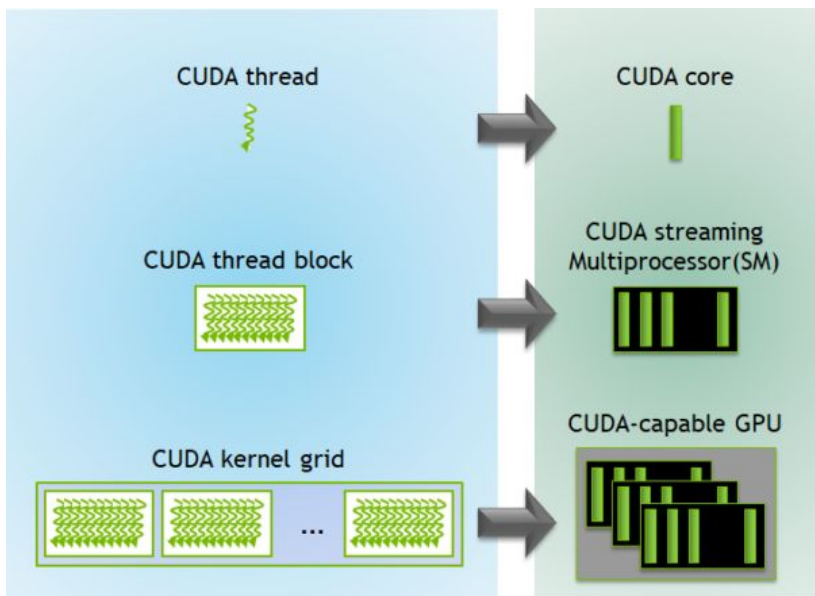 CUDA thread
CUDA core
CUDA thread block
CUDA streaming
Multiprocessor(SM)
CUDA kernel grid
...
CUDA-capable GPU